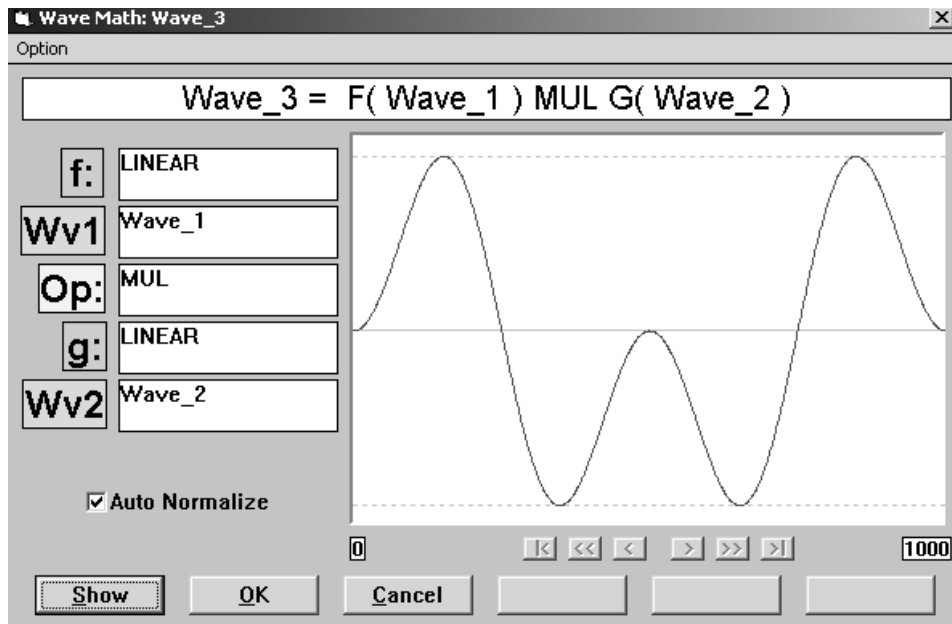 Wave Math: Wave_3
Option
Wave_3 = F( Wave_1 ) MUL G( Wave_2 )
f: LINEAR
Wv1 Wave_1
Op: MUL
g: LINEAR
Wv2 Wave_2
Auto Normalize
0 |< << < > >> >| 1000
Show OK Cancel